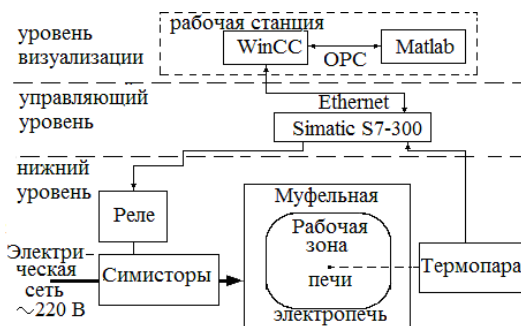 рабочая станция
уровень
визуализации
WinCC
Matlab
OPC
управляющий
уровень
Ethernet
Simatic S7-300
нижний
уровень
Реле
Муфельная
Рабочая
зона
печи
электропечь
Электри-
ческая
сеть
~220 В
Симисторы
Термопара